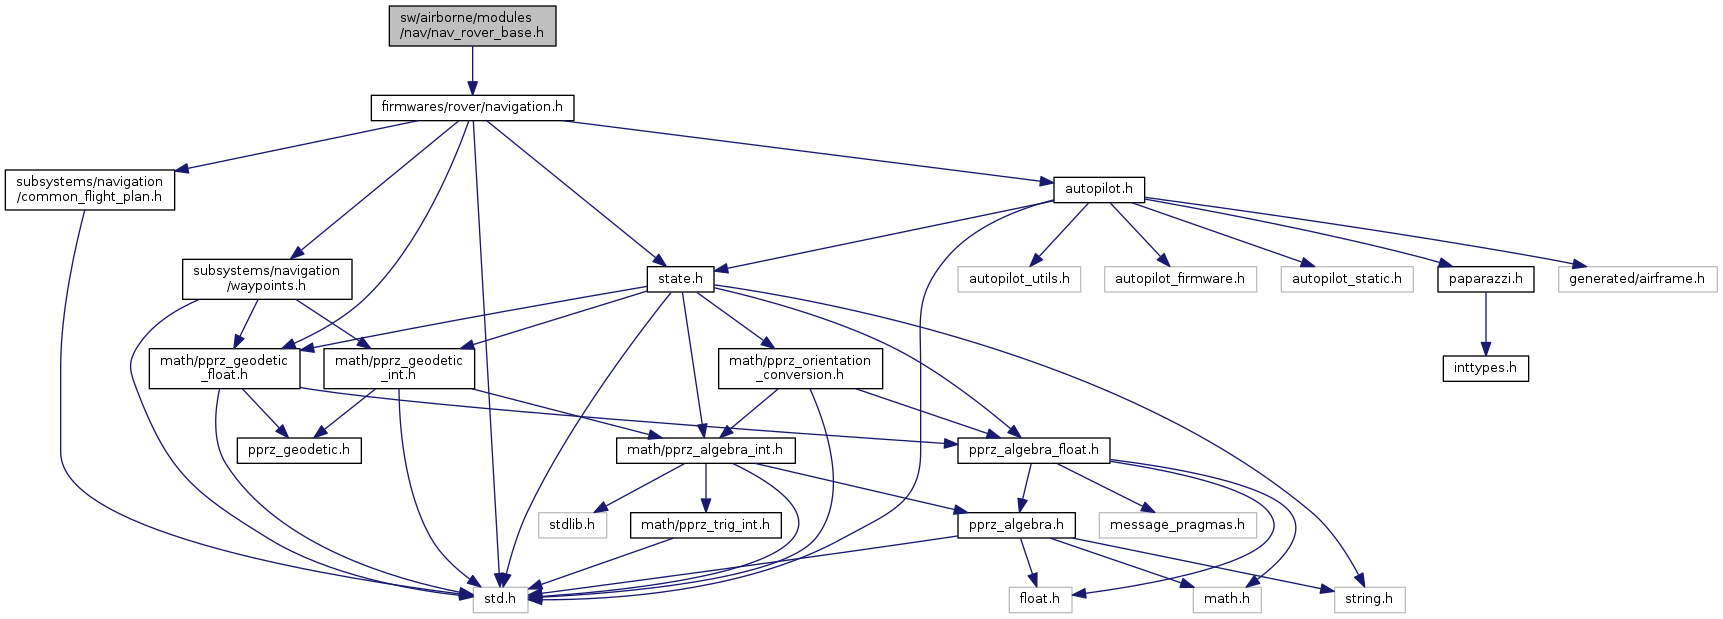 sw/airborne/modules
/nav/nav_rover_base.h
firmwares/rover/navigation.h
subsystems/navigation
/common_flight_plan.h
autopilot.h
subsystems/navigation
/waypoints.h
state.h
autopilot_utils.h
autopilot_firmware.h
autopilot_static.h
paparazzi.h
generated/airframe.h
math/pprz_geodetic
_float.h
math/pprz_geodetic
_int.h
math/pprz_orientation
_conversion.h
inttypes.h
pprz_geodetic.h
math/pprz_algebra_int.h
pprz_algebra_float.h
stdlib.h
math/pprz_trig_int.h
pprz_algebra.h
message_pragmas.h
std.h
float.h
math.h
string.h